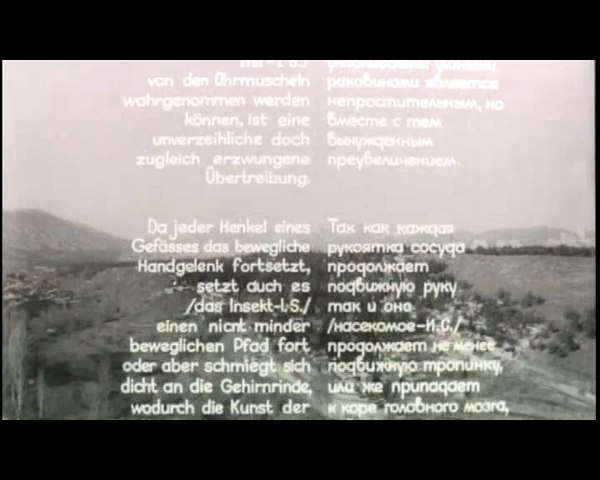 von den Ohrmuscheln
wahrgenommen werden
können, ist eine
unverzeihliche doch
zugleich erzwungene
Übertreibung.
Da jeder Henkel eines
Gefässes das bewegliche
Handgelenk fortsetzt,
setzt auch es
/das Insekt-I.S./
einen nicht minder
beweglichen Pfad fort
oder aber schmiegt sich
dicht an die Gehirnrinde,
wodurch die Kunst der
раковинами является
непростительным, но
вместе с тем
вынужденным
преувеличением.
Так как каждая
рукоятка сосуда
продолжает
подвижную руку
так и оно
/насекомое-И.С./
продолжает не менее
подвижную тропинку,
или же припадает
к коре головного мозга,